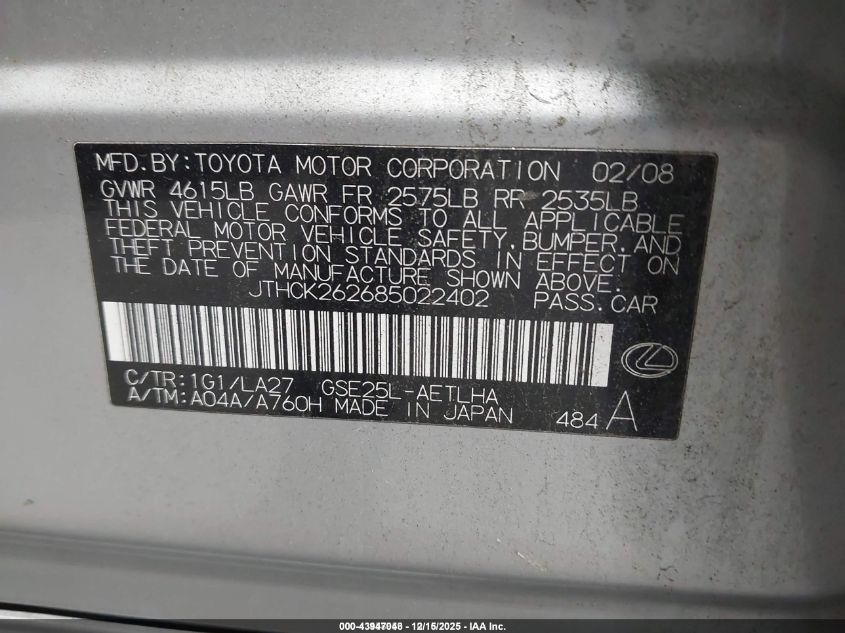 MFD.BY:TOYOTA MOTOR CORPORATION 02/08
GVWR 4615LB GAWR FR 2575LB RR 2535LB
THIS VEHICLE CONFORMS TO ALL APPLICABLE
FEDERAL MOTOR VEHICLE SAFETY,BUMPER,AND
THEFT PREVENTION STANDARDS IN EFFECT ON
THE DATE OF MANUFACTURE SHOWN ABOVE.
JTHCK262685022402 PASS.CAR
C/TR:1G1/LA27 GSE25L-AETLHA
A/TM:A04A/A760H MADE IN JAPAN 484 A
000-43947048 - 12/15/2025 - IAA Inc.